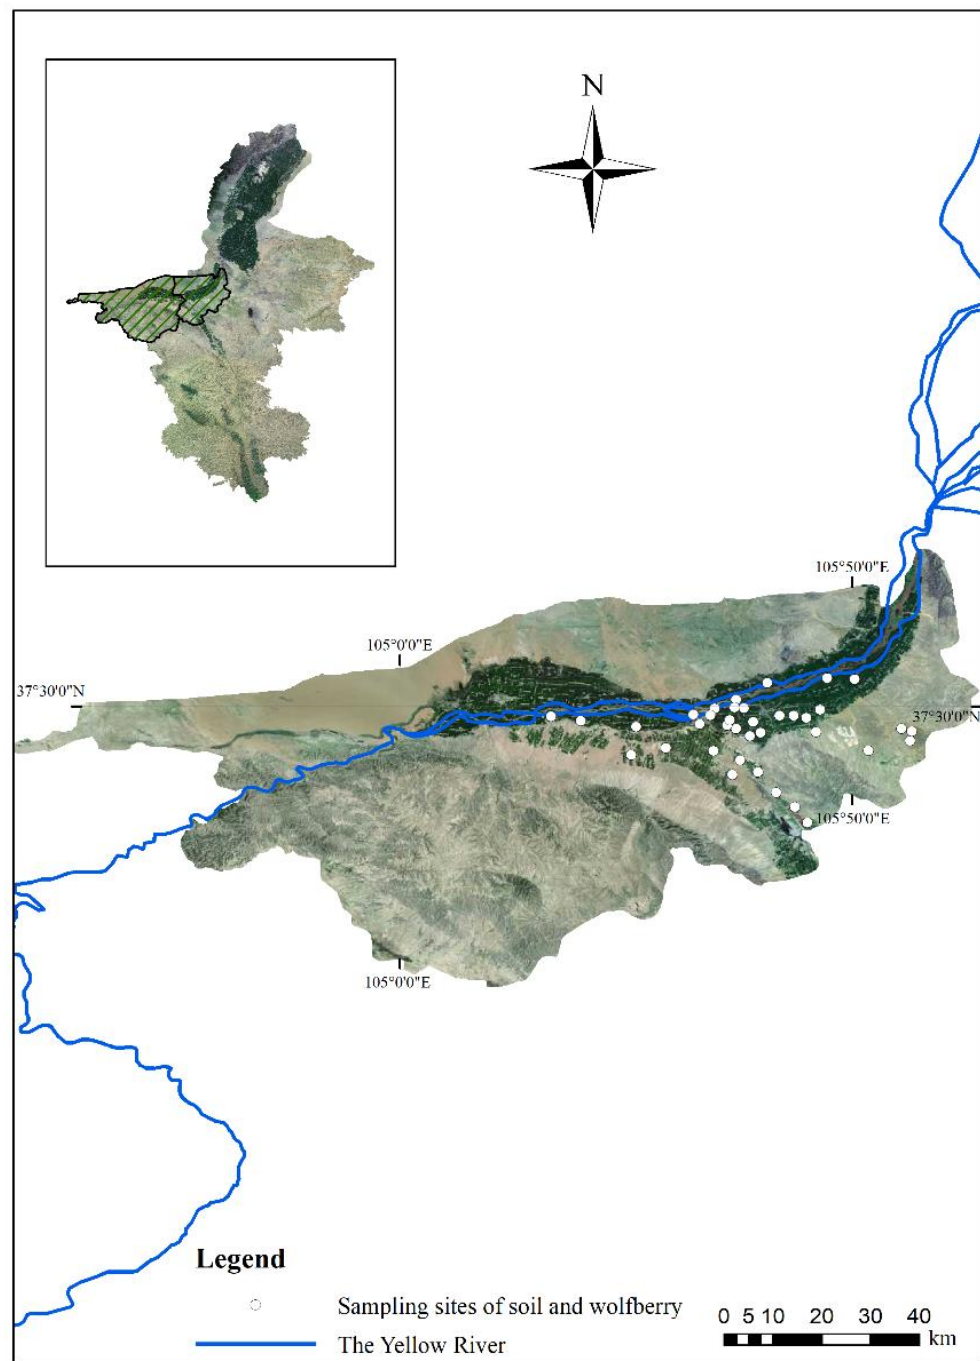 N
105°50'0"E
105°0'0"E
37°30'0"N
37°30'0"N
105°50'0"E
105°0'0"E
Legend
Sampling sites of soil and wolfberry
The Yellow River
0 5 10 20 30 40
km